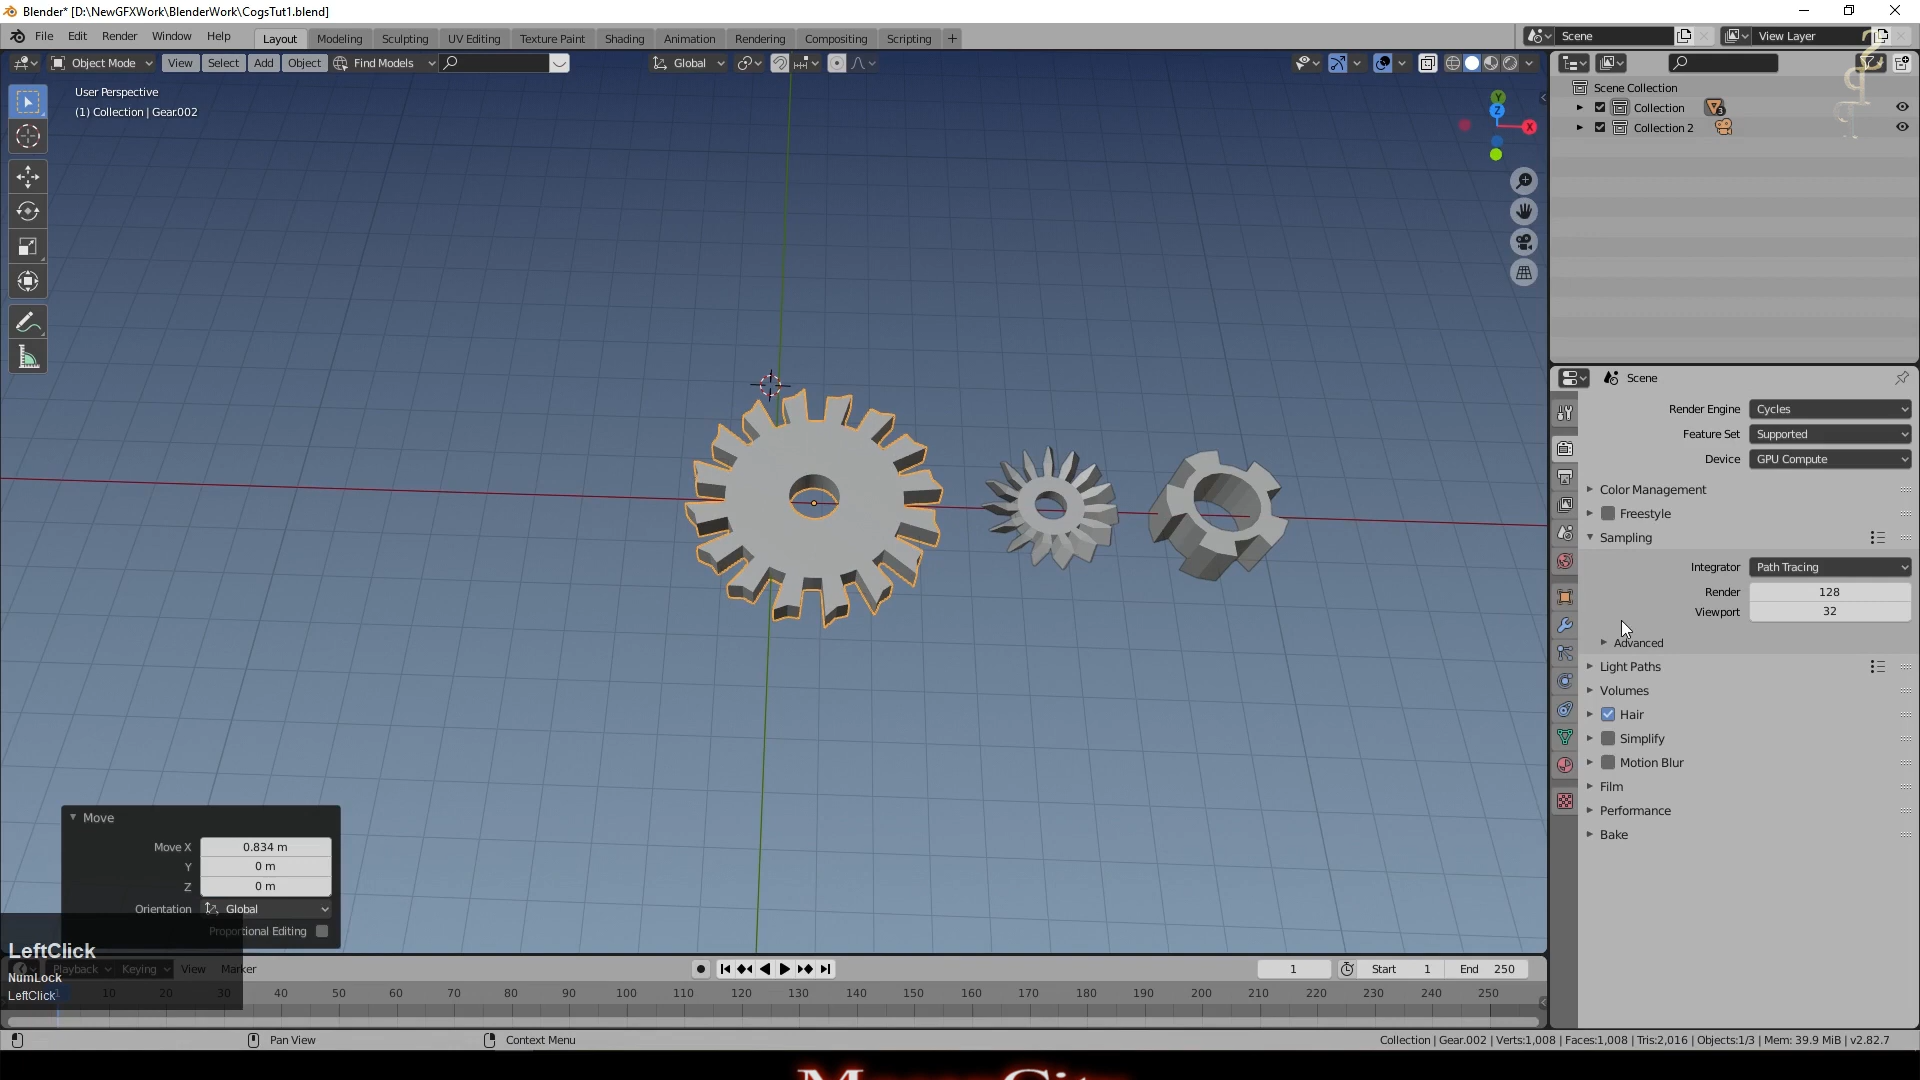 Blender* [D:\NewGFXWork\BlenderWork\CogsTut1.blend]
File Edit Render Window Help
Layout Modeling Sculpting UV Editing Texture Paint Shading Animation Rendering Compositing Scripting +
Scene
View Layer
Object Mode View Select Add Object Find Models
Global
User Perspective
(1) Collection | Gear.002
Y
Z
X
Scene Collection
Collection 3
Collection 2
Scene
Render Engine Cycles
Feature Set Supported
Device GPU Compute
Color Management
Freestyle
Sampling
Integrator Path Tracing
Render 128
Viewport 32
Advanced
Light Paths
Volumes
Hair
Simplify
Motion Blur
Film
Performance
Bake
Move
Move X 0.834 m
Y 0 m
Z 0 m
Orientation Global
Proportional Editing
LeftClick
NumLock
LeftClick
Playback Keying View Marker
1 Start 1 End 250
1 10 20 30 40 50 60 70 80 90 100 110 120 130 140 150 160 170 180 190 200 210 220 230 240 250
Pan View
Context Menu
Collection | Gear.002 | Verts:1,008 | Faces:1,008 | Tris:2,016 | Objects:1/3 | Mem: 39.9 MiB | v2.82.7